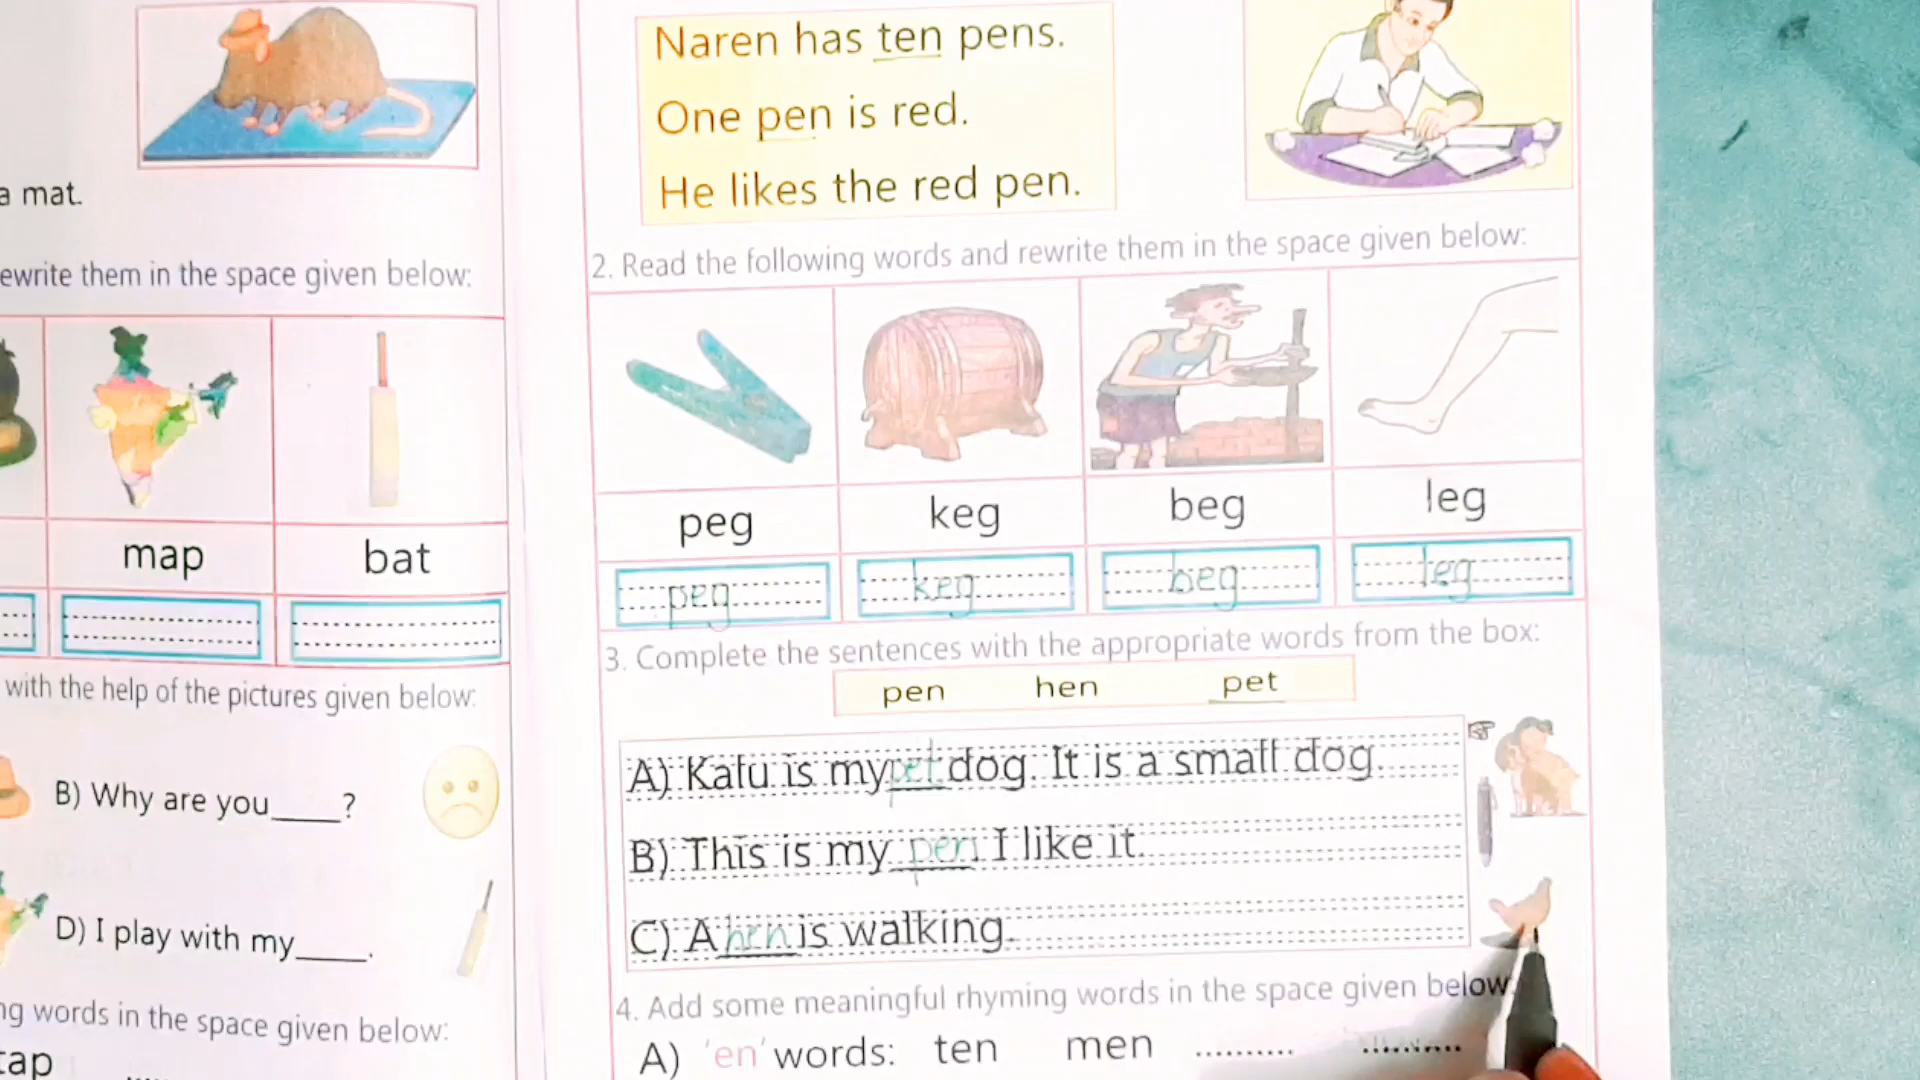 a mat.
ewrite them in the space given below:
map bat
with the help of the pictures given below:
B) Why are you____?
D) I play with my____.
ng words in the space given below:
tap
Naren has ten pens.
One pen is red.
He likes the red pen.
2. Read the following words and rewrite them in the space given below:
peg keg beg leg
peg keg beg leg
3. Complete the sentences with the appropriate words from the box:
pen hen pet
A) Kalu is my pet dog. It is a small dog.
B) This is my pen. I like it.
C) A hen is walking.
4. Add some meaningful rhyming words in the space given below
A) 'en' words: ten men .......... ..........